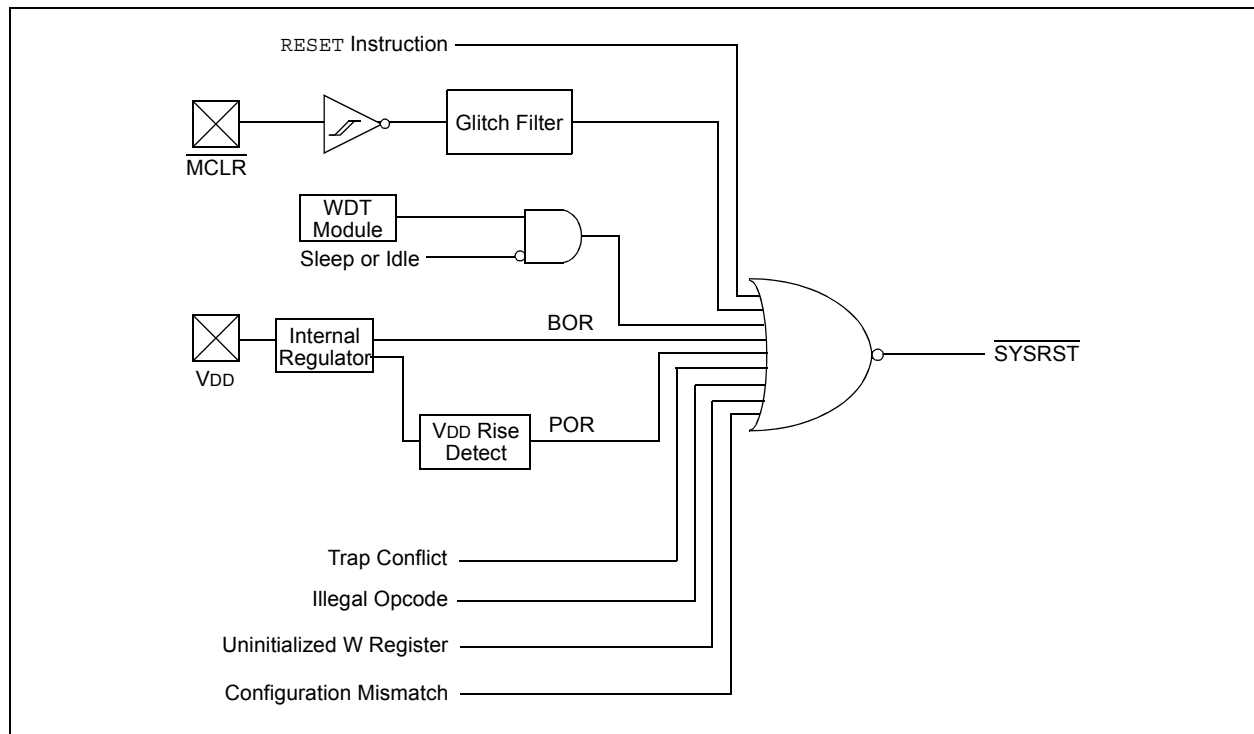 RESET Instruction
Glitch Filter
MCLR
WDT
Module
Sleep or Idle
BOR
Internal
Regulator
SYSRST
VDD
POR
VDD Rise
Detect
Trap Conflict
Illegal Opcode
Uninitialized W Register
Configuration Mismatch